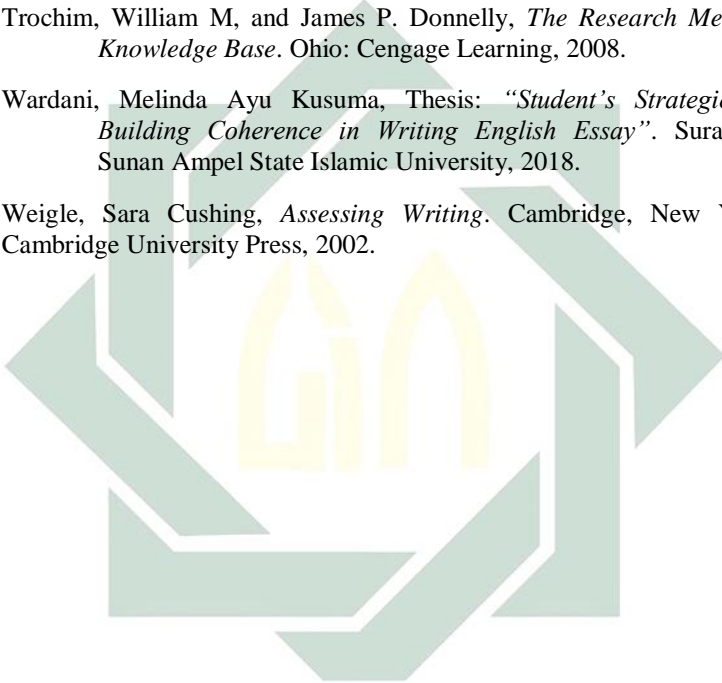 Trochim, William M, and James P. Donnelly, The Research Me
Knowledge Base. Ohio: Cengage Learning, 2008.
Wardani, Melinda Ayu Kusuma, Thesis: “Student’s Strategi
Building Coherence in Writing English Essay”. Sura
Sunan Ampel State Islamic University, 2018.
Weigle, Sara Cushing, Assessing Writing. Cambridge, New
Cambridge University Press, 2002.